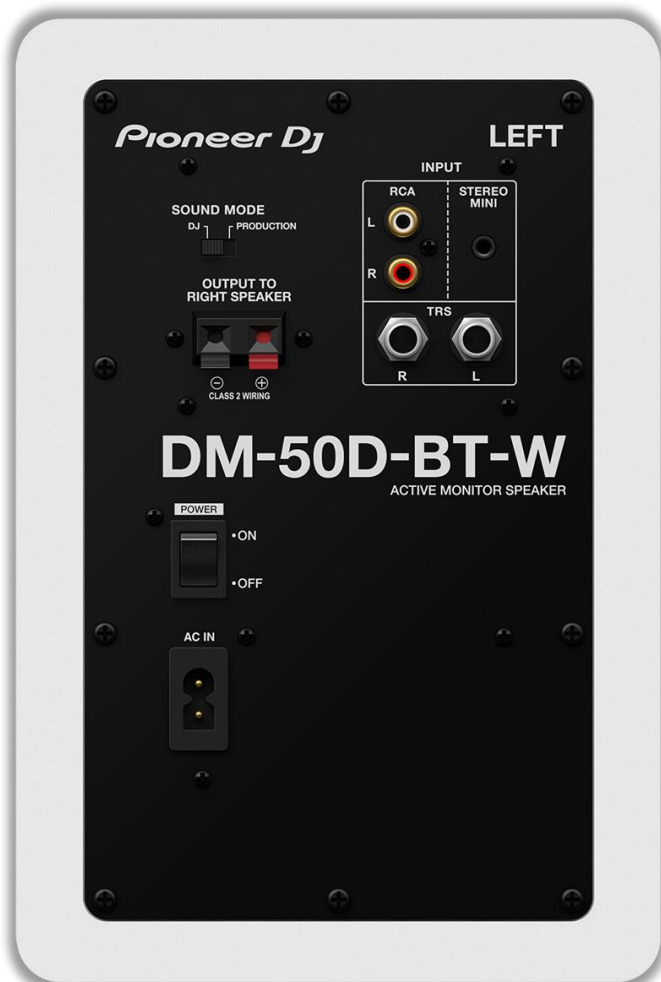 Pioneer Dj
LEFT
INPUT
RCA
STEREO
MINI
L
R
TRS
R
L
SOUND MODE
DJ
PRODUCTION
OUTPUT TO
RIGHT SPEAKER
⊖
⊕
CLASS 2 WIRING
DM-50D-BT-W
ACTIVE MONITOR SPEAKER
POWER
•ON
•OFF
AC IN